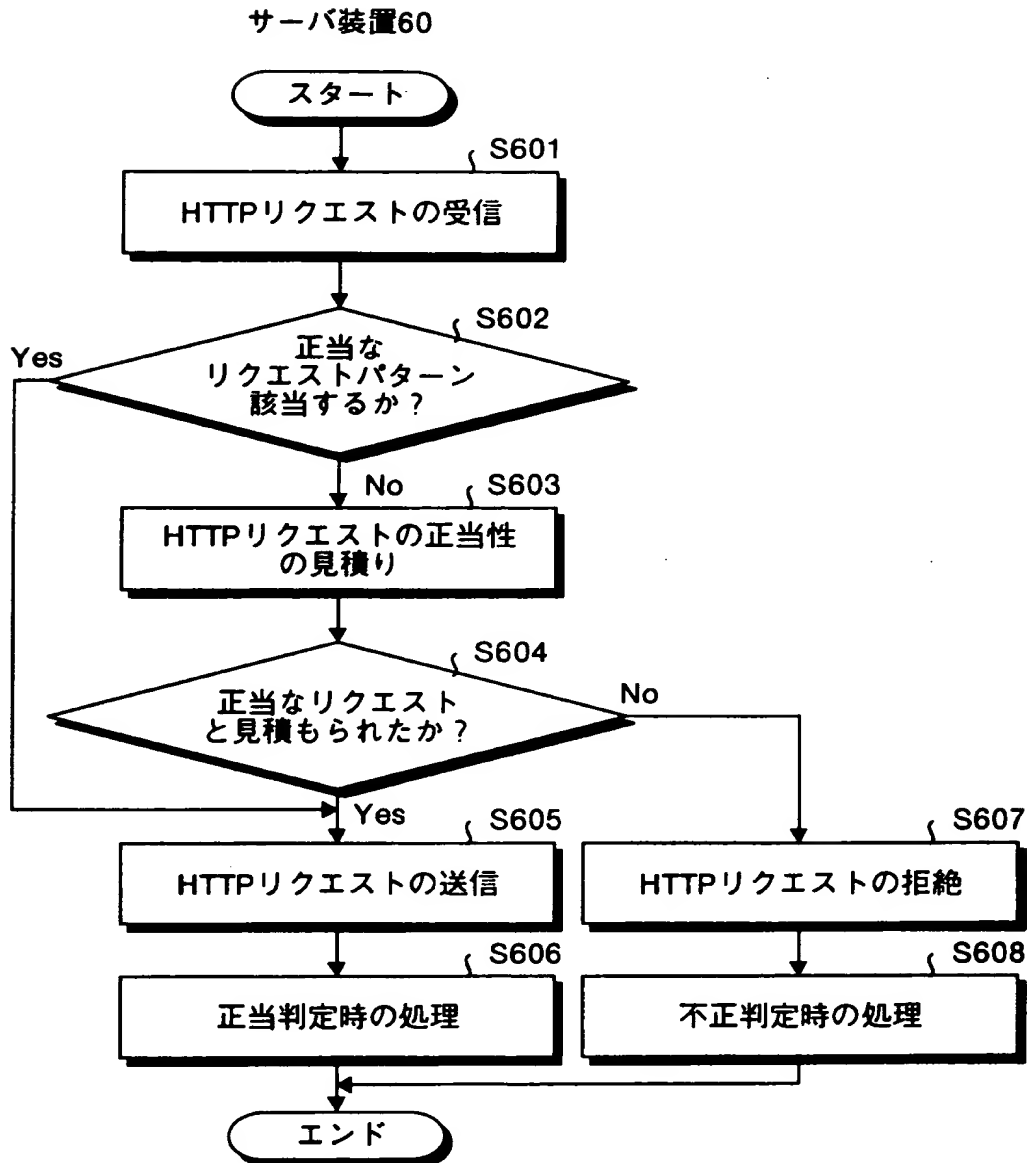 サーバ装置60
スタート
S601
HTTPリクエストの受信
S602
Yes
正当な
リクエストパターン
該当するか?
No
S603
HTTPリクエストの正当性
の見積り
S604
正当なリクエスト
と見積もられたか?
No
Yes
S605
HTTPリクエストの送信
S607
HTTPリクエストの拒絶
S606
正当判定時の処理
S608
不正判定時の処理
エンド